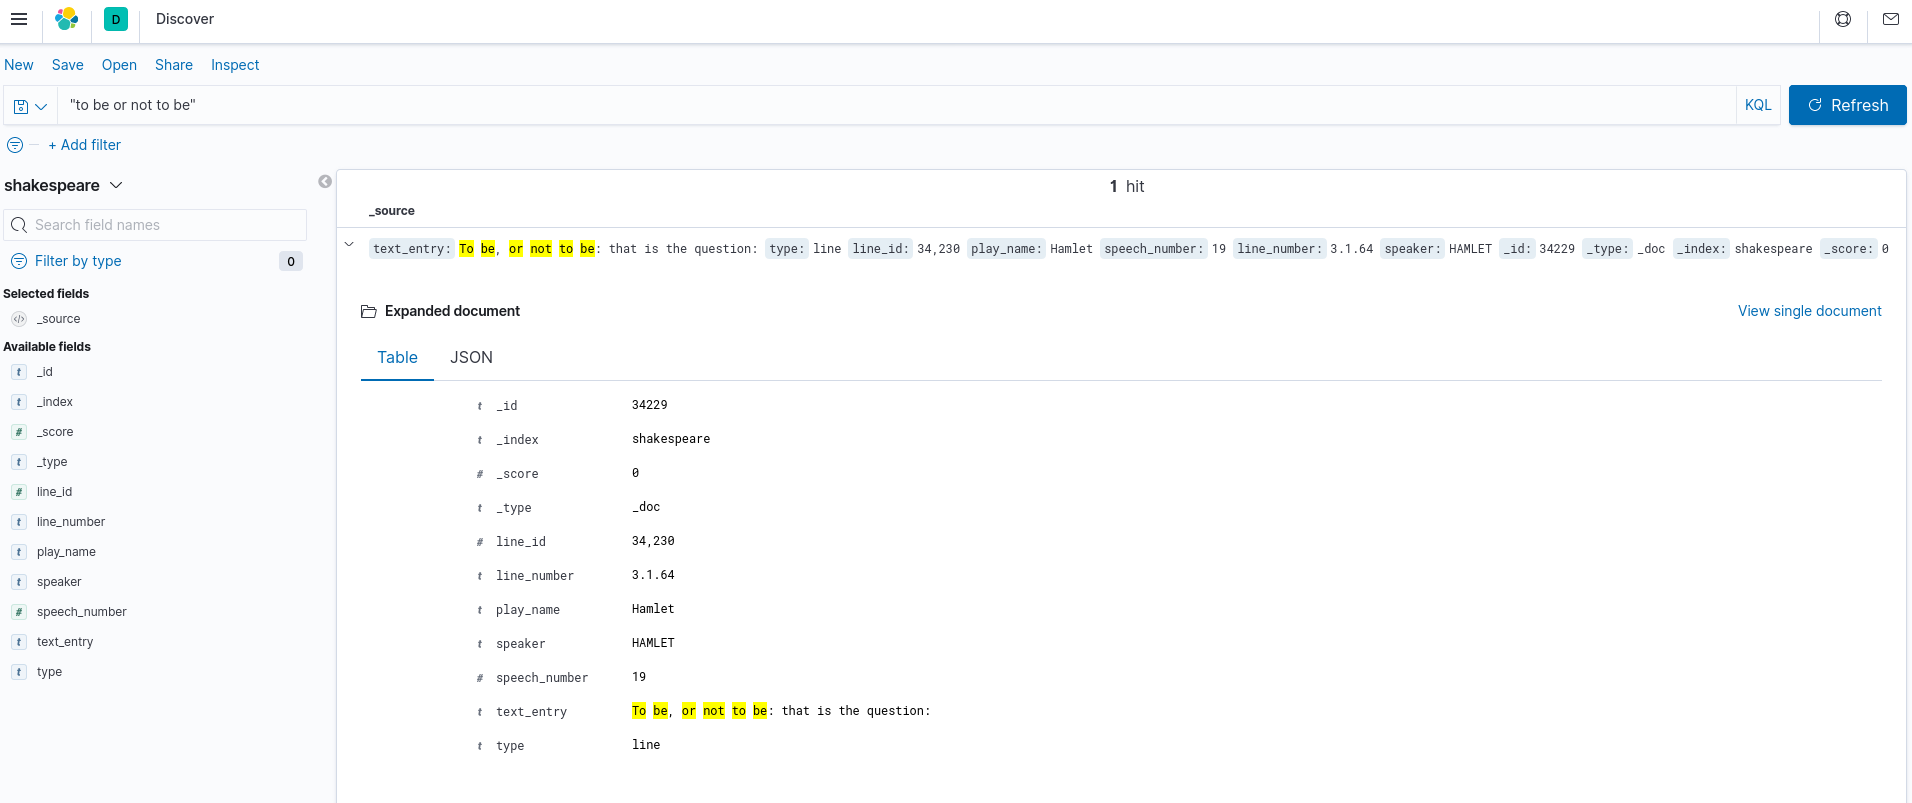 D Discover
New Save Open Share Inspect
"to be or not to be" KQL Refresh
+ Add filter
shakespeare
1 hit
_source
Search field names
text_entry: To be, or not to be: that is the question: type: line line_id: 34,230 play_name: Hamlet speech_number: 19 line_number: 3.1.64 speaker: HAMLET _id: 34229 _type: _doc _index: shakespeare _score: 0
Filter by type 0
Selected fields
_source
Available fields
t _id
t _index
# _score
t _type
# line_id
t line_number
t play_name
t speaker
# speech_number
t text_entry
t type
Expanded document View single document
Table JSON
t _id 34229
t _index shakespeare
# _score 0
t _type _doc
# line_id 34,230
t line_number 3.1.64
t play_name Hamlet
t speaker HAMLET
# speech_number 19
t text_entry To be, or not to be: that is the question:
t type line